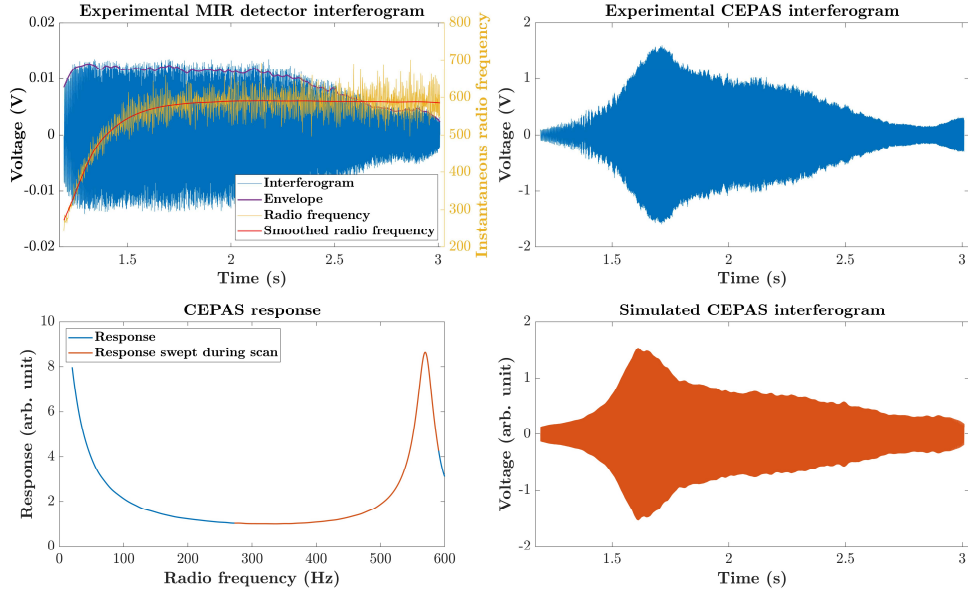 Experimental MIR detector interferogram
Voltage (V)
0.02
0.01
0
-0.01
-0.02
800
700
600
500
400
300
200
Instantaneous radio frequency
Interferogram
Envelope
Radio frequency
Smoothed radio frequency
1.5
2
2.5
3
Time (s)
Experimental CEPAS interferogram
Voltage (V)
2
1
0
-1
-2
1.5
2
2.5
3
Time (s)
CEPAS response
Response (arb. unit)
10
8
6
4
2
0
Response
Response swept during scan
0
100
200
300
400
500
600
Radio frequency (Hz)
Simulated CEPAS interferogram
Voltage (arb. unit)
2
1
0
-1
-2
1.5
2
2.5
3
Time (s)